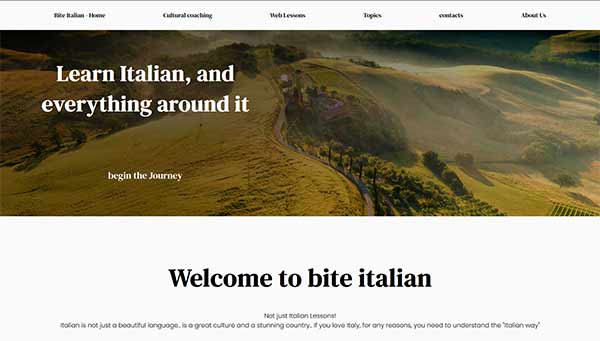 Bite Italian - Home Cultural coaching Web Lessons Topics contacts About Us
Learn Italian, and
everything around it
begin the Journey
Welcome to bite italian
Not just Italian Lessons!
Italian is not just a beautiful language.. is a great culture and a stunning country.. If you love Italy, for any reasons, you need to understand the "Italian way"